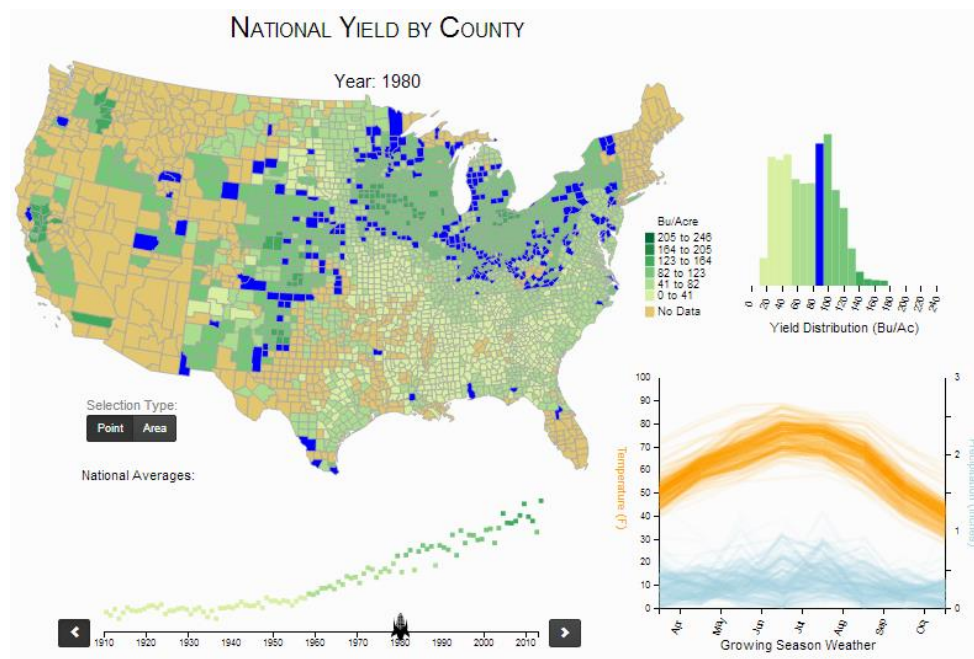 NATIONAL YIELD BY COUNTY
Year: 1980
Bu/Acre
205 to 246
164 to 205
123 to 164
82 to 123
41 to 82
0 to 41
No Data
0 20 40 60 80 100 120 140 160 180 200 220 240
Yield Distribution (Bu/Ac)
Selection Type:
Point Area
National Averages:
1910 1920 1930 1940 1950 1960 1970 1980 1990 2000 2010
100
90
80
70
60
50
40
30
20
10
0
Temperature (F)
3
2
1
0
Apr May Jun Jul Aug Sep Oct
Growing Season Weather